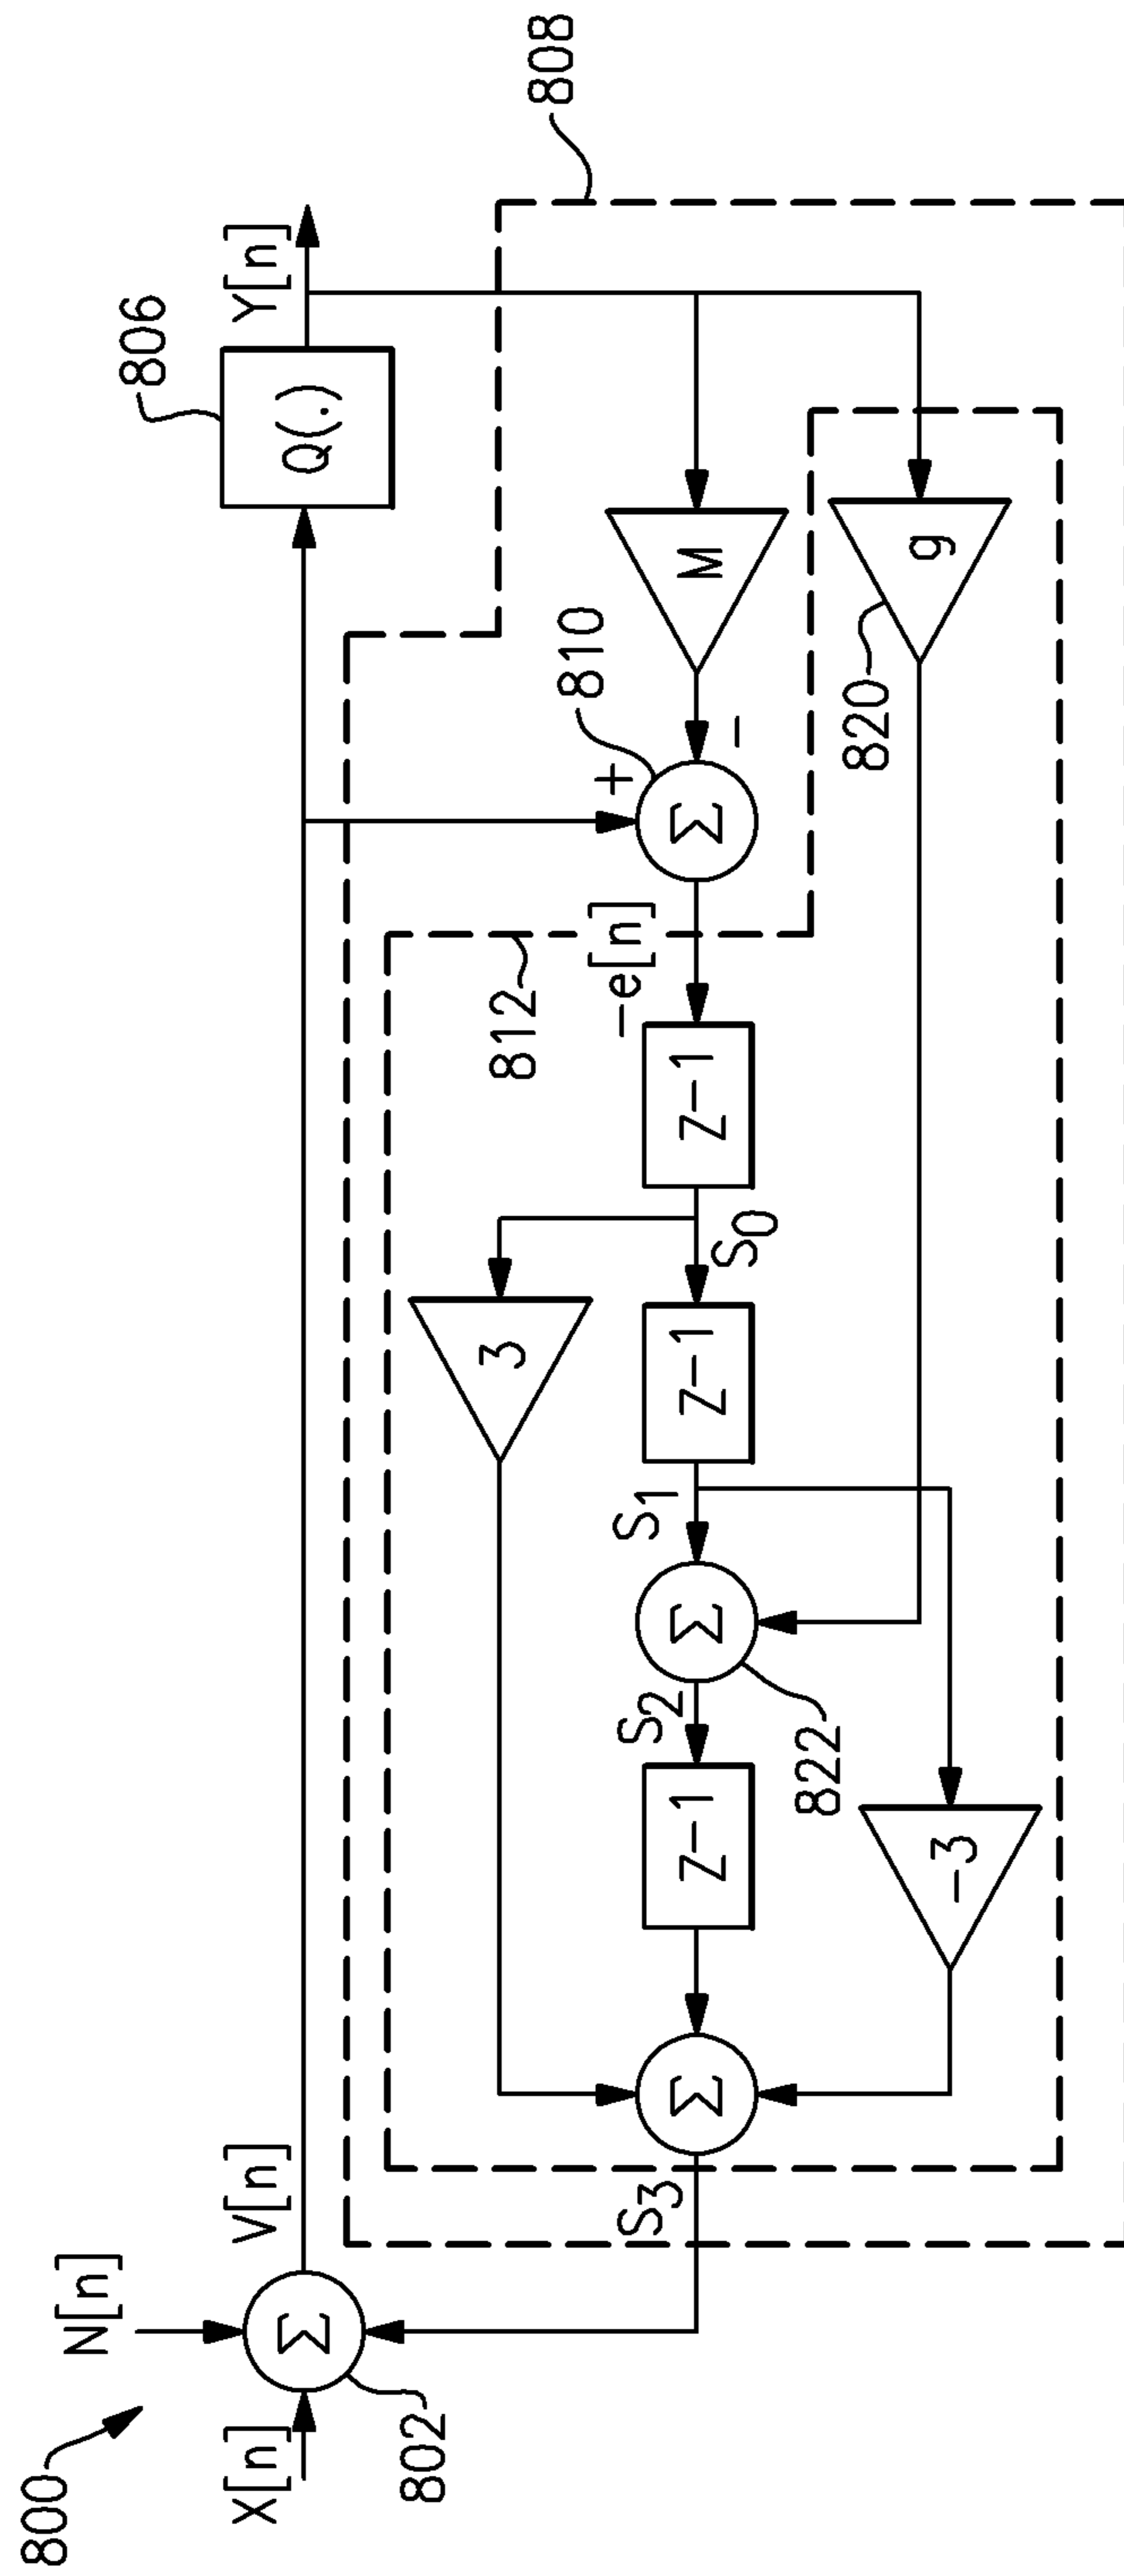 800
N[n]
X[n]
802
V[n]
806
Q(.)
Y[n]
808
812
810
3
S3
Σ
Σ
Z-1
S2
Σ
S1
Z-1
S0
Z-1
-e[n]
+
Σ
-
M
822
820
-3
g